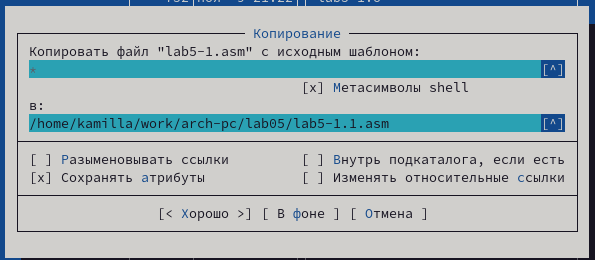 Копирование
Копировать файл "lab5-1.asm" с исходным шаблоном:
* [^]
[x] Метасимволы shell
в:
/home/kamilla/work/arch-pc/lab05/lab5-1.1.asm [^]
[ ] Разыменовывать ссылки [ ] Внутрь подкаталога, если есть
[x] Сохранять атрибуты [ ] Изменять относительные ссылки
[< Хорошо >] [ В фоне ] [ Отмена ]